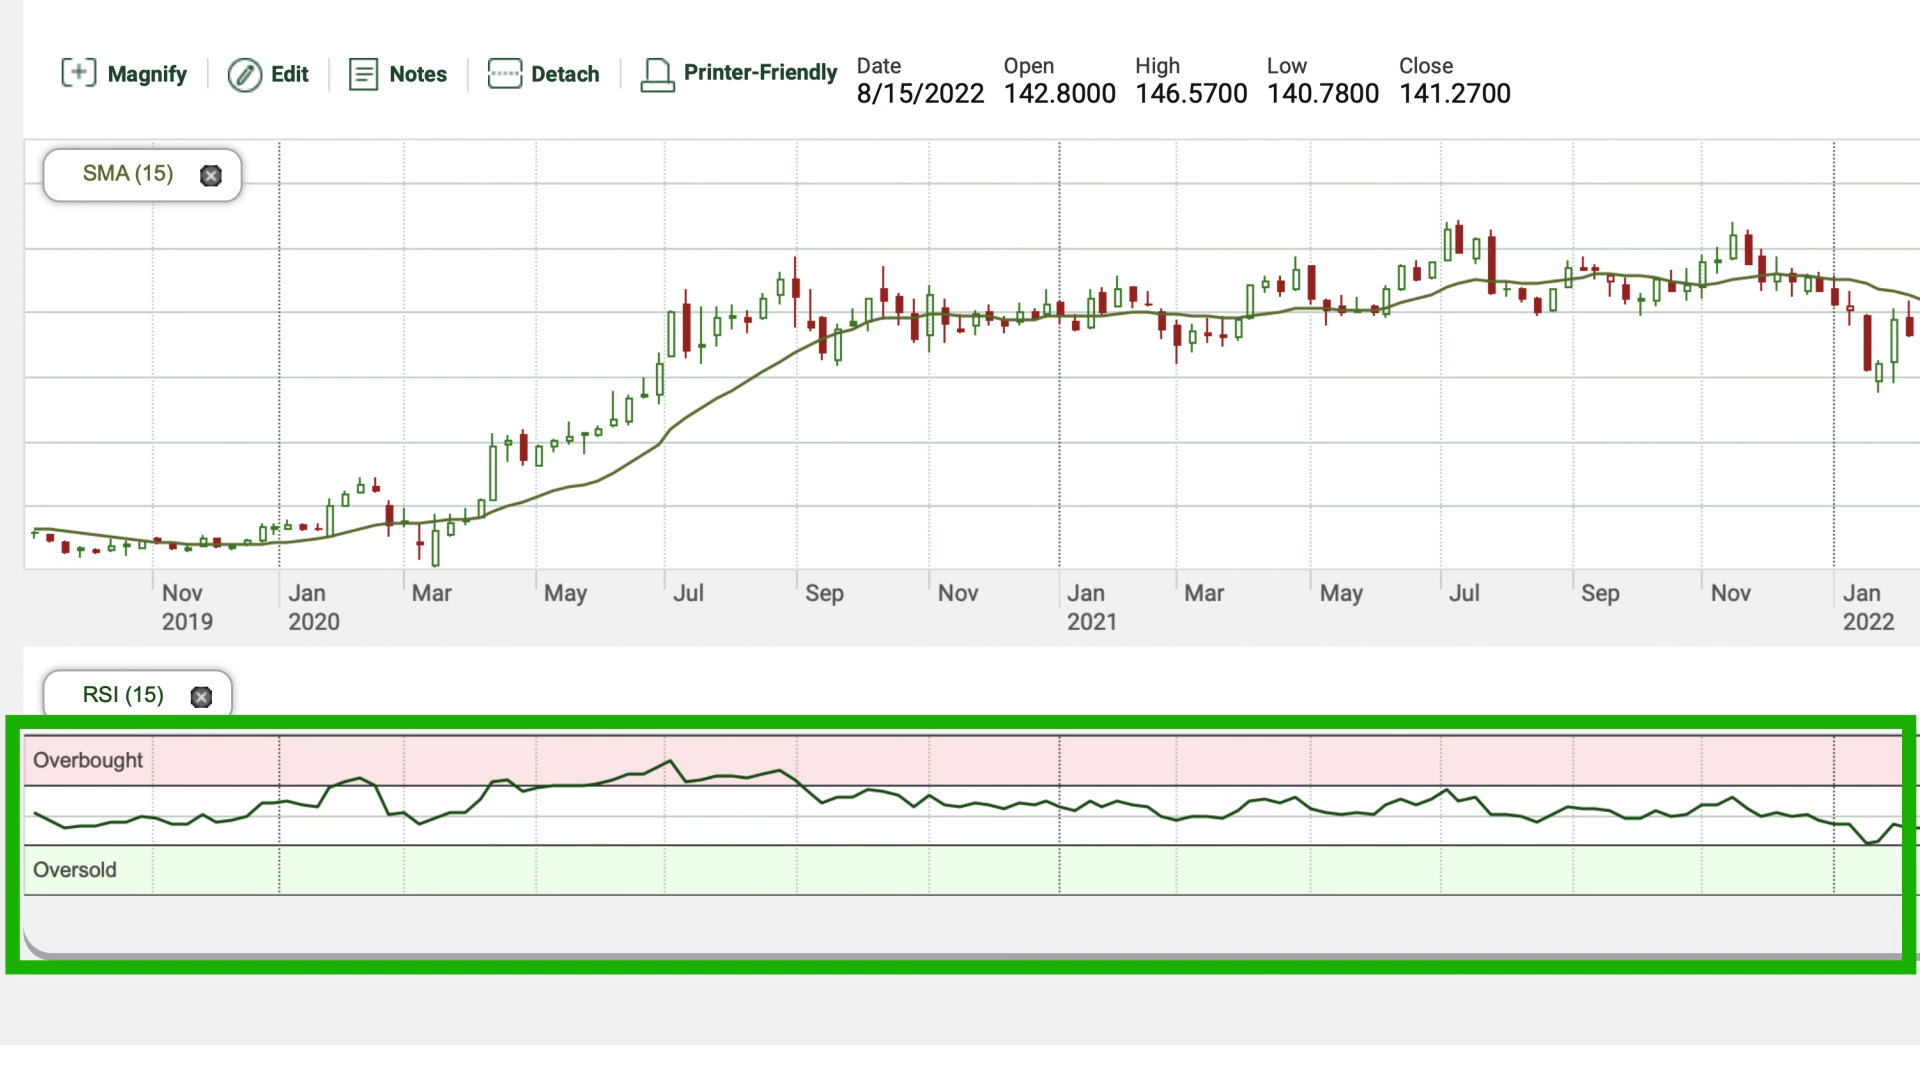 Magnify Edit Notes Detach Printer-Friendly Date Open High Low Close
8/15/2022 142.8000 146.5700 140.7800 141.2700
SMA (15)
Nov Jan Mar May Jul Sep Nov Jan Mar May Jul Sep Nov Jan
2019 2020 2021 2022
RSI (15)
Overbought
Oversold